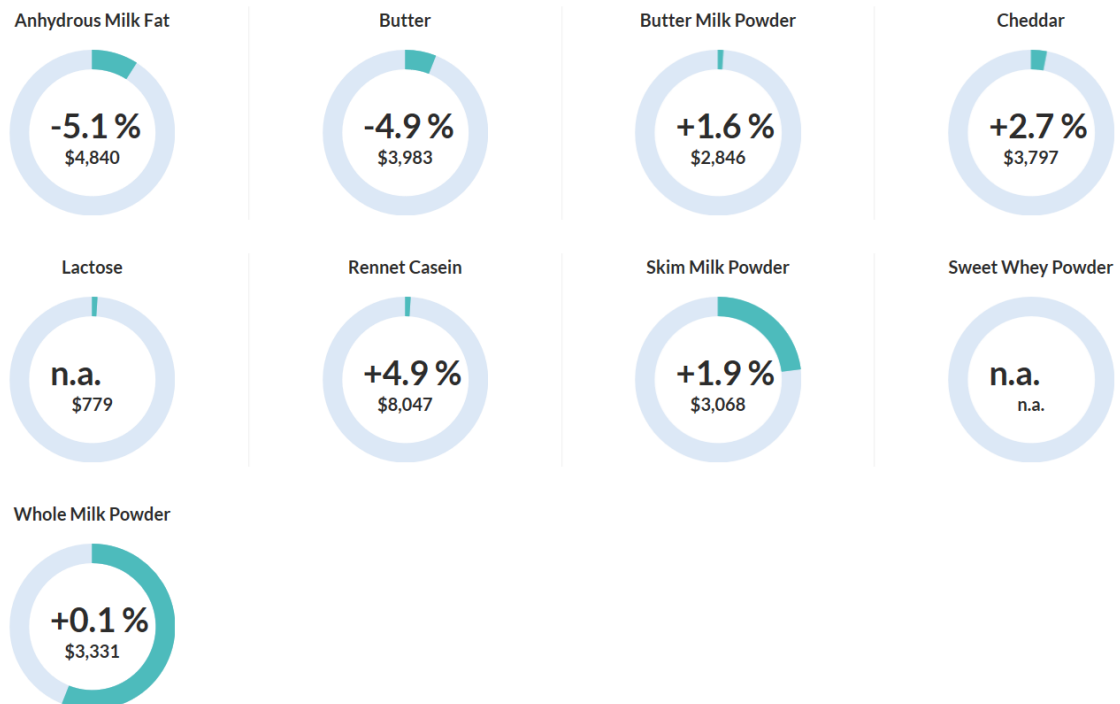 Anhydrous Milk Fat
-5.1 %
$4,840
Butter
-4.9 %
$3,983
Butter Milk Powder
+1.6 %
$2,846
Cheddar
+2.7 %
$3,797
Lactose
n.a.
$779
Rennet Casein
+4.9 %
$8,047
Skim Milk Powder
+1.9 %
$3,068
Sweet Whey Powder
n.a.
n.a.
Whole Milk Powder
+0.1 %
$3,331